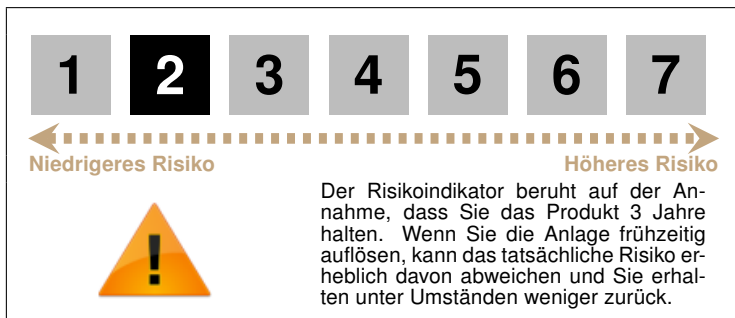 1 2 3 4 5 6 7
Niedrigeres Risiko Höheres Risiko
Der Risikoindikator beruht auf der An-
nahme, dass Sie das Produkt 3 Jahre
halten. Wenn Sie die Anlage frühzeitig
auflösen, kann das tatsächliche Risiko er-
heblich davon abweichen und Sie erhal-
ten unter Umständen weniger zurück.
!